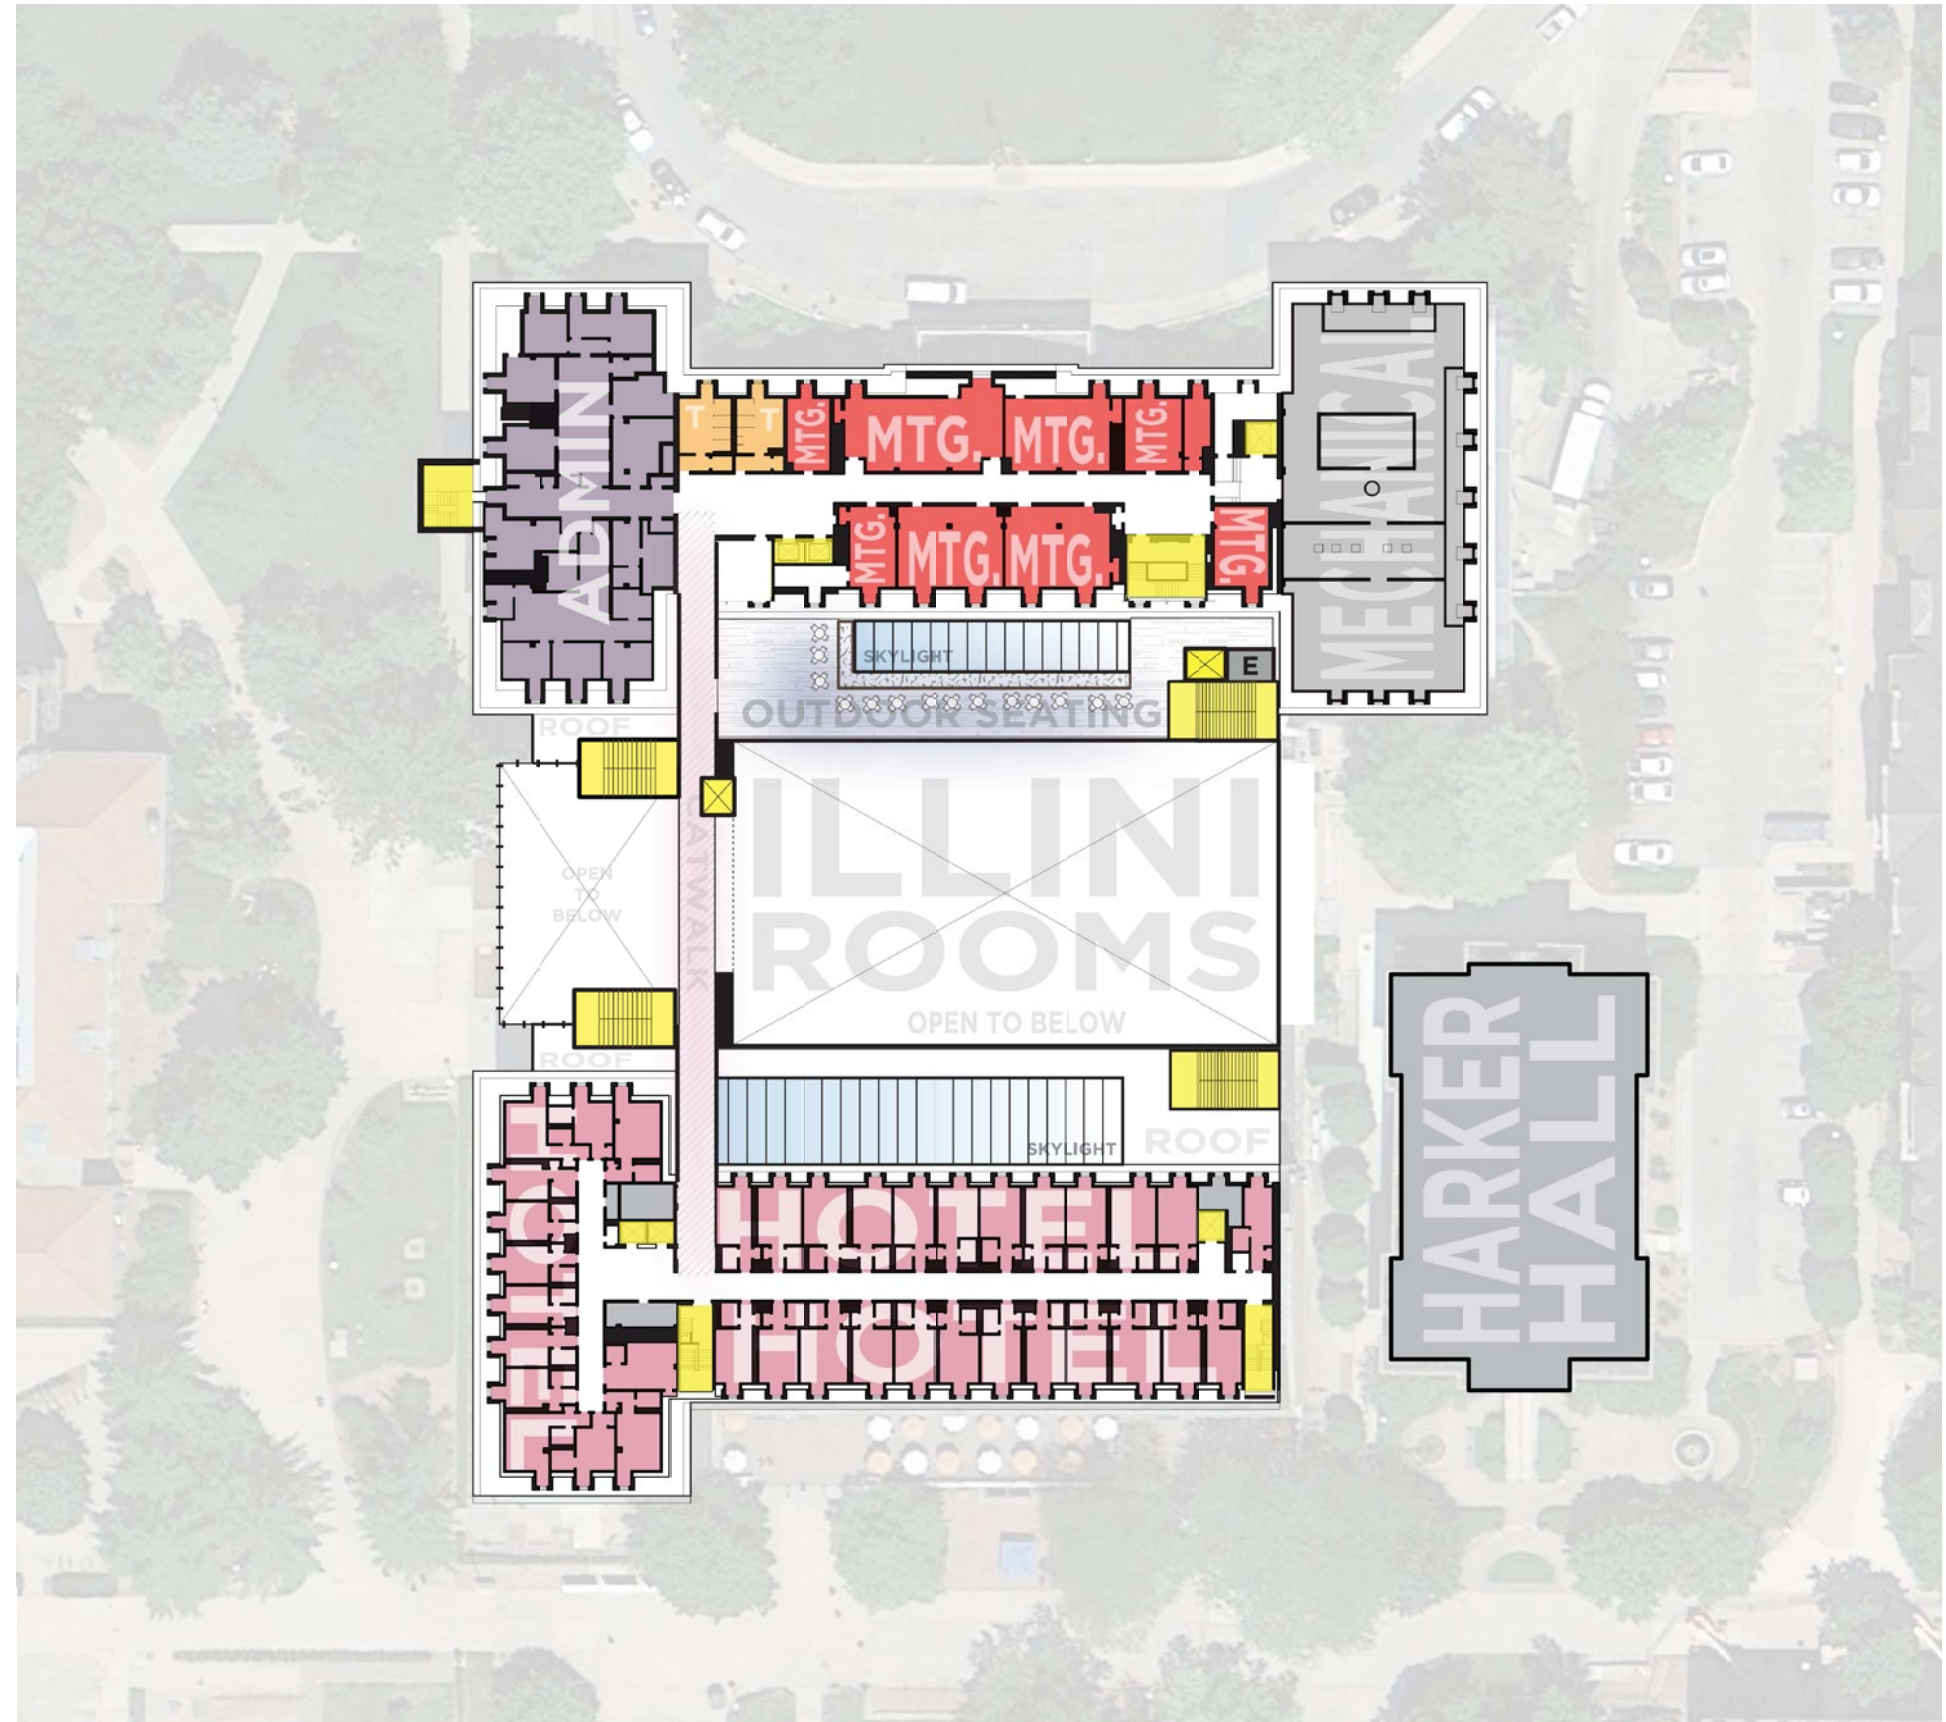 ADMIN
T
T
MTG.
MTG.
MTG.
MTG.
MTG.
MTG.
MTG.
MTG.
MECHANICAL
SKYLIGHT
E
OUTDOOR SEATING
ROOF
CATWALK
ILLINI
ROOMS
OPEN TO BELOW
OPEN
TO
BELOW
ROOF
SKYLIGHT
ROOF
HARKER
HALL
HOTEL
HOTEL
HOTEL